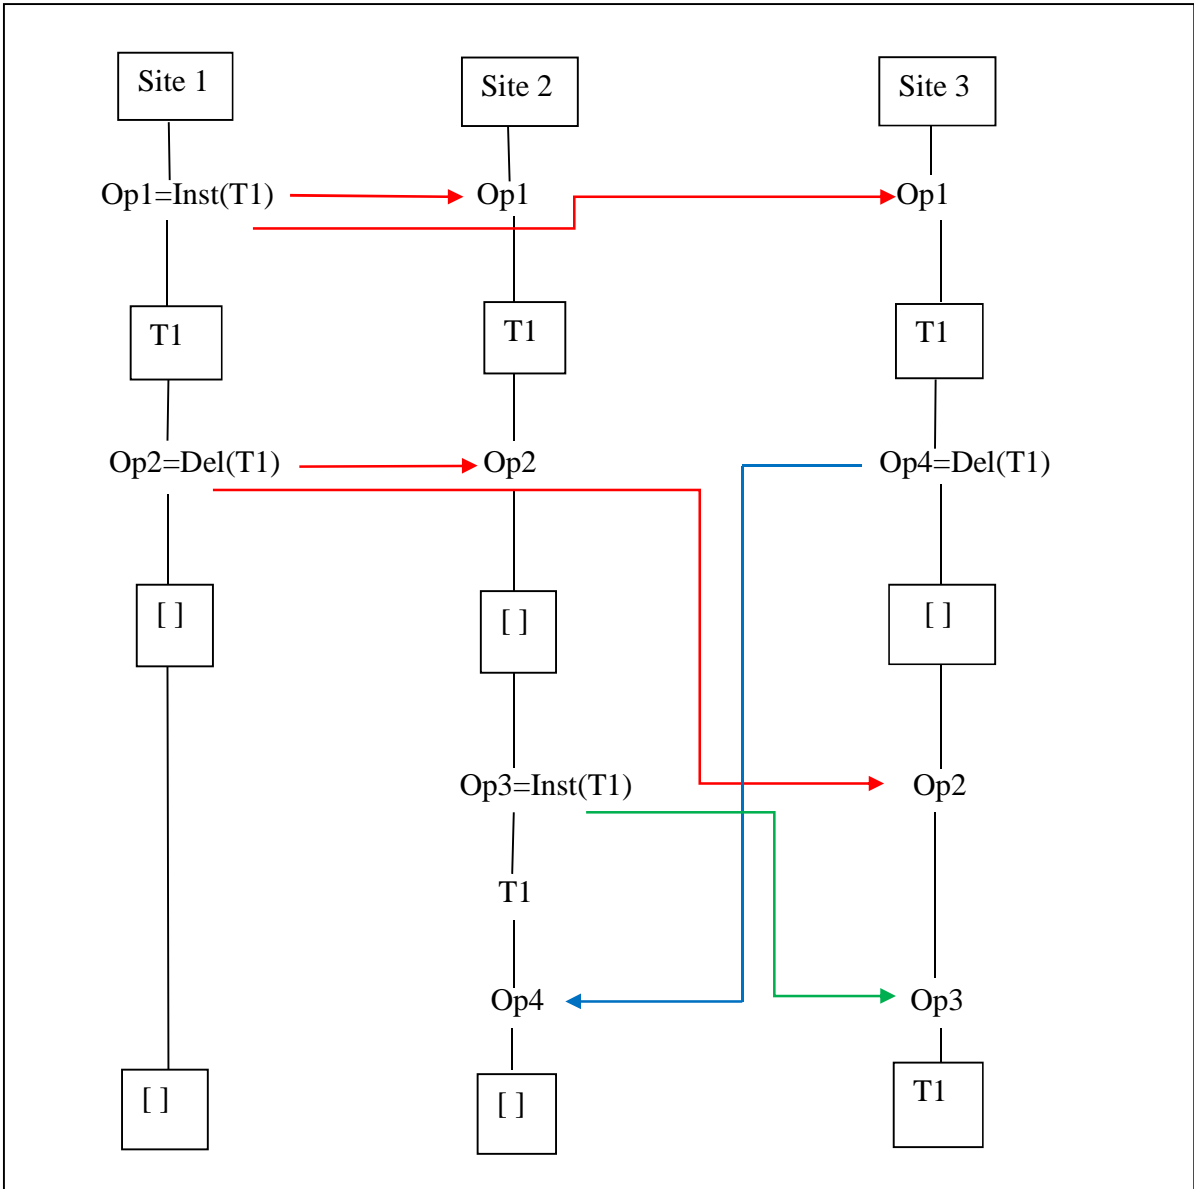 Site 1
Site 2
Site 3
Op1=Inst(T1)
Op1
Op1
T1
T1
T1
Op2=Del(T1)
Op2
Op4=Del(T1)
[ ]
[ ]
[ ]
Op3=Inst(T1)
Op2
T1
Op4
Op3
[ ]
[ ]
T1